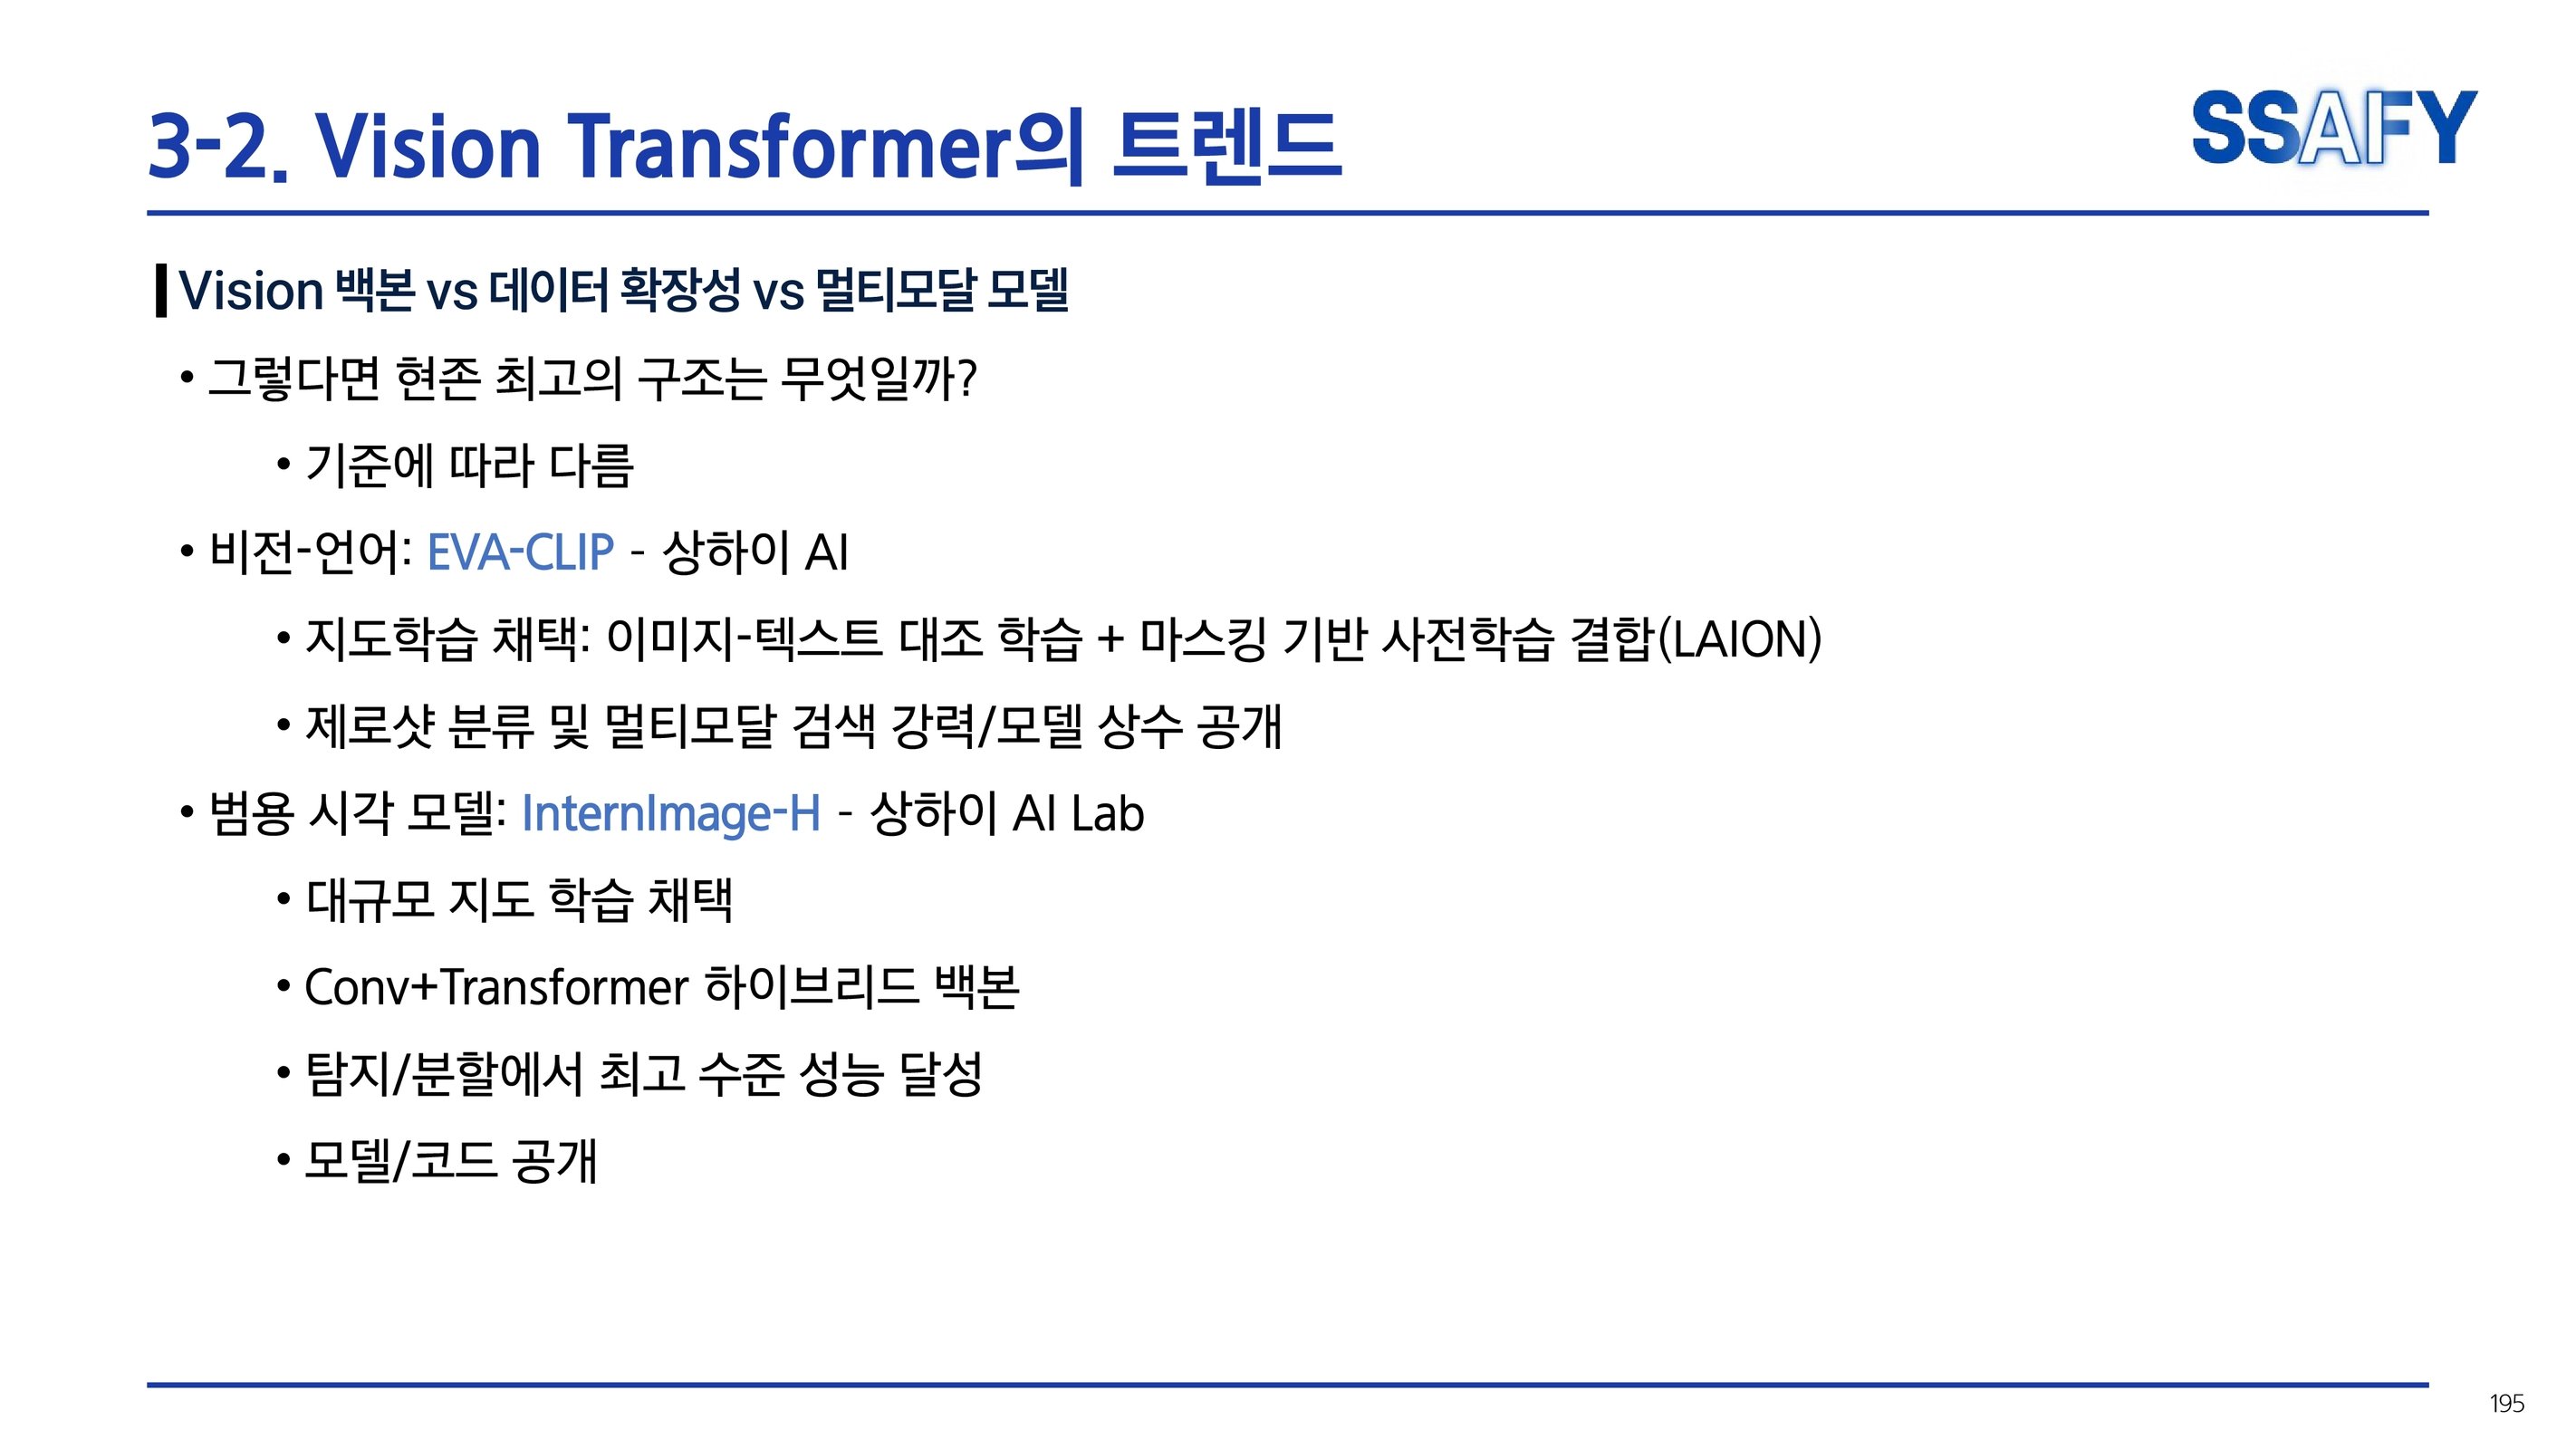 3-2. Vision Transformer의 트렌드
SSAFY
Vision 백본 vs 데이터 확장성 vs 멀티모달 모델
• 그렇다면 현존 최고의 구조는 무엇일까?
• 기준에 따라 다름
• 비전-언어: EVA-CLIP - 상하이 AI
• 지도학습 채택: 이미지-텍스트 대조 학습 + 마스킹 기반 사전학습 결합(LAION)
• 제로샷 분류 및 멀티모달 검색 강력/모델 상수 공개
• 범용 시각 모델: InternImage-H - 상하이 AI Lab
• 대규모 지도 학습 채택
• Conv+Transformer 하이브리드 백본
• 탐지/분할에서 최고 수준 성능 달성
• 모델/코드 공개
195